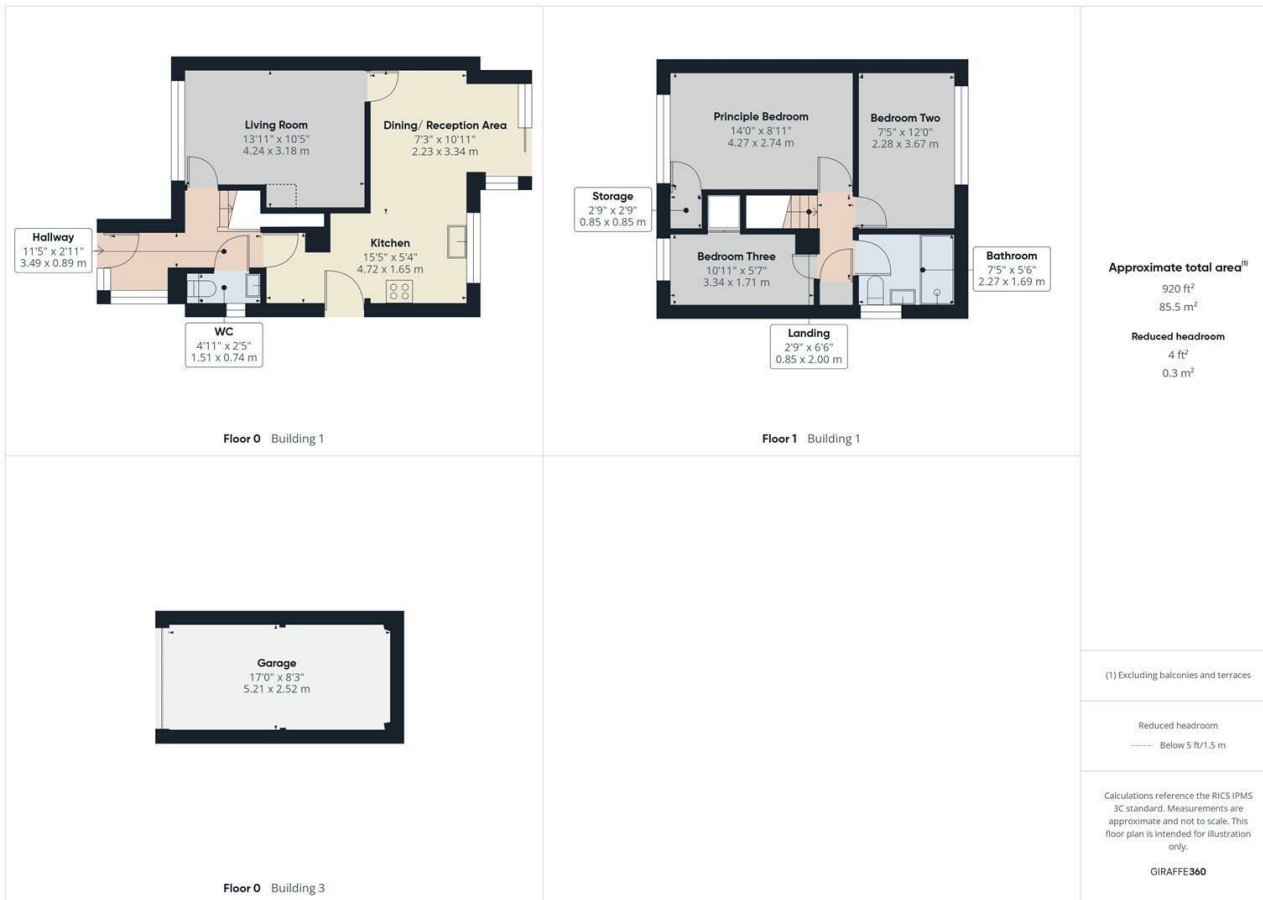 Living Room
13'11" x 10'5"
4.24 x 3.18 m
Dining/ Reception Area
7'3" x 10'11"
2.23 x 3.34 m
Hallway
11'5" x 2'11"
3.49 x 0.89 m
Kitchen
15'5" x 5'4"
4.72 x 1.65 m
WC
4'11" x 2'5"
1.51 x 0.74 m
Floor 0 Building 1
Principle Bedroom
14'0" x 8'11"
4.27 x 2.74 m
Bedroom Two
7'5" x 12'0"
2.28 x 3.67 m
Storage
2'9" x 2'9"
0.85 x 0.85 m
Bedroom Three
10'11" x 5'7"
3.34 x 1.71 m
Bathroom
7'5" x 5'6"
2.27 x 1.69 m
Landing
2'9" x 6'6"
0.85 x 2.00 m
Floor 1 Building 1
Garage
17'0" x 8'3"
5.21 x 2.52 m
Floor 0 Building 3
Approximate total area(1)
920 ft²
85.5 m²
Reduced headroom
4 ft²
0.3 m²
(1) Excluding balconies and terraces
Reduced headroom
Below 5 ft/1.5 m
Calculations reference the RICS IPMS
3C standard. Measurements are
approximate and not to scale. This
floor plan is intended for illustration
only.
GIRAFFE360